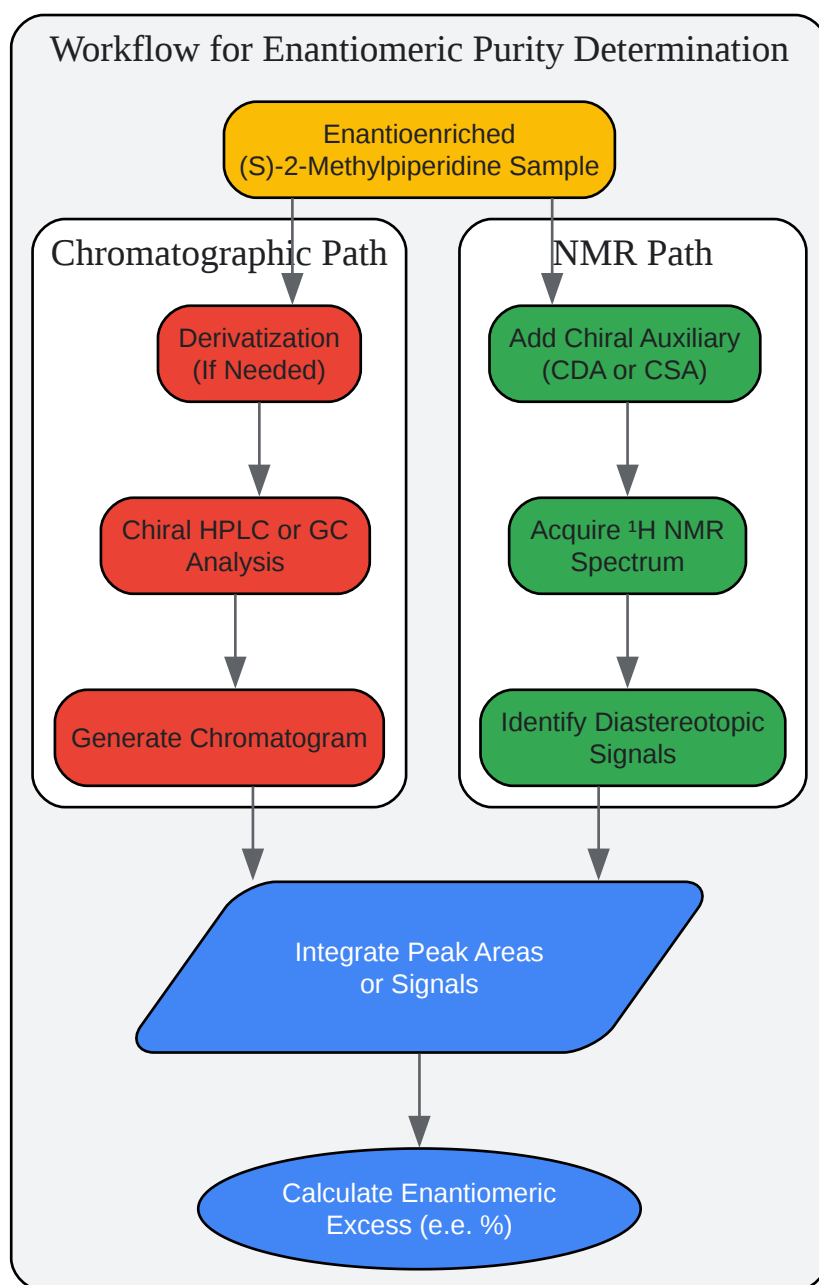 Workflow for Enantiomeric Purity Determination
Enantioenriched
(S)-2-Methylpiperidine Sample
Chromatographic Path
Derivatization
(If Needed)
Chiral HPLC or GC
Analysis
Generate Chromatogram
NMR Path
Add Chiral Auxiliary
(CDA or CSA)
Acquire ¹H NMR
Spectrum
Identify Diastereotopic
Signals
Integrate Peak Areas
or Signals
Calculate Enantiomeric
Excess (e.e. %)